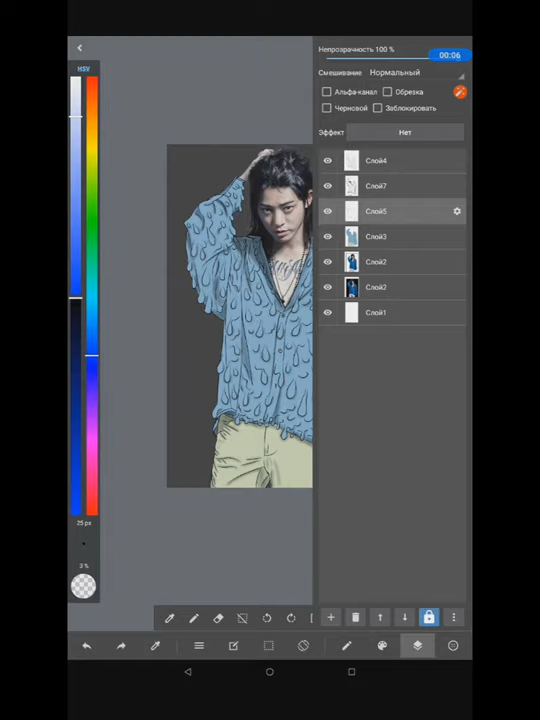 HSV
25 px
3 %
Непрозрачность 100 %
00:06
Смешивание Нормальный
Альфа-канал Обрезка
Черновой Заблокировать
Эффект Нет
Слой4
Слой7
Слой5
Слой3
Слой2
Слой2
Слой1